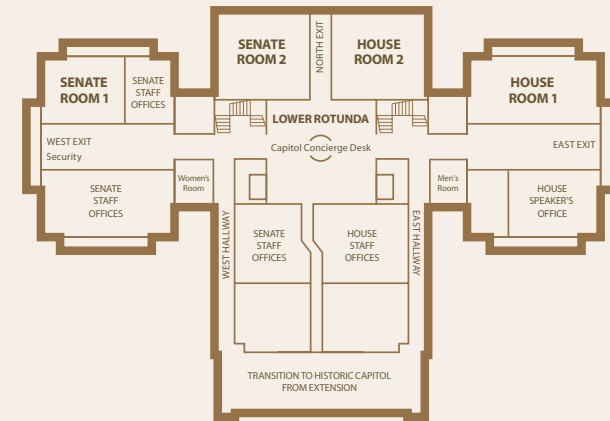 SENATE
ROOM 2
NORTH EXIT
HOUSE
ROOM 2
SENATE
ROOM 1
SENATE
STAFF
OFFICES
HOUSE
ROOM 1
LOWER ROTUNDA
Capitol Concierge Desk
WEST EXIT
Security
EAST EXIT
SENATE
STAFF
OFFICES
Women's
Room
Men's
Room
HOUSE
SPEAKER'S
OFFICE
WEST HALLWAY
SENATE
STAFF
OFFICES
HOUSE
STAFF
OFFICES
EAST HALLWAY
TRANSITION TO HISTORIC CAPITOL
FROM EXTENSION